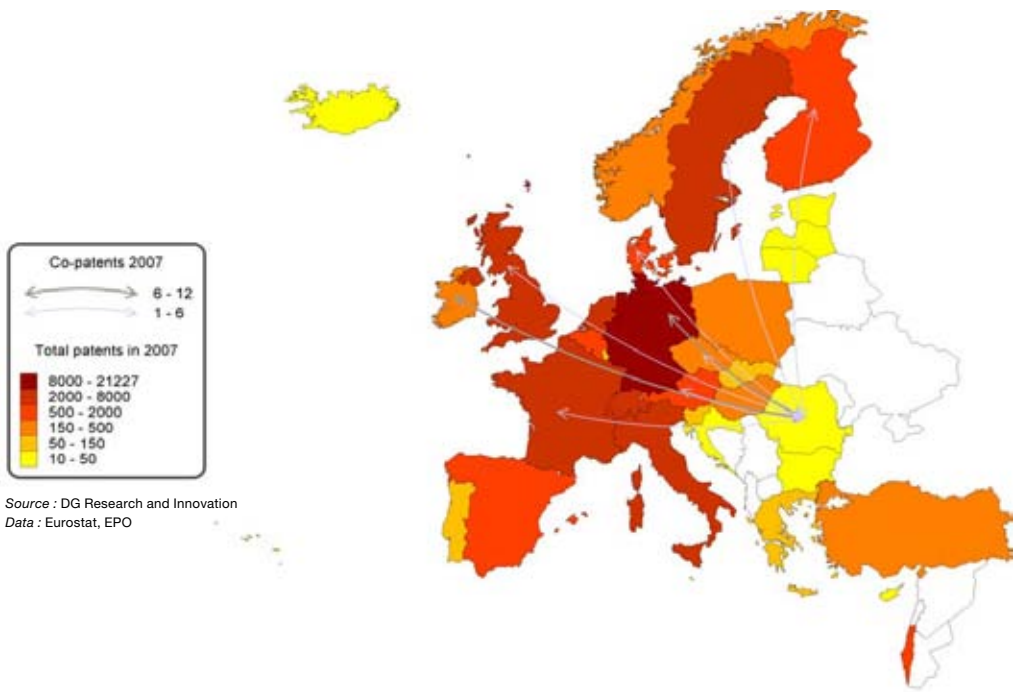 Co-patents 2007
6 - 12
1 - 6
Total patents in 2007
8000 - 21227
2000 - 8000
500 - 2000
150 - 500
50 - 150
10 - 50
Source : DG Research and Innovation
Data : Eurostat, EPO